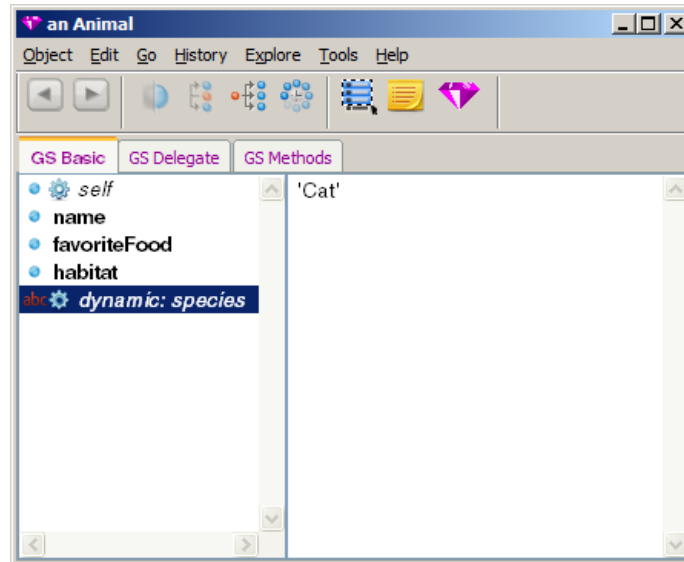 an Animal
Object Edit Go History Explore Tools Help
GS Basic GS Delegate GS Methods
self
name
favoriteFood
habitat
abc dynamic: species
'Cat'